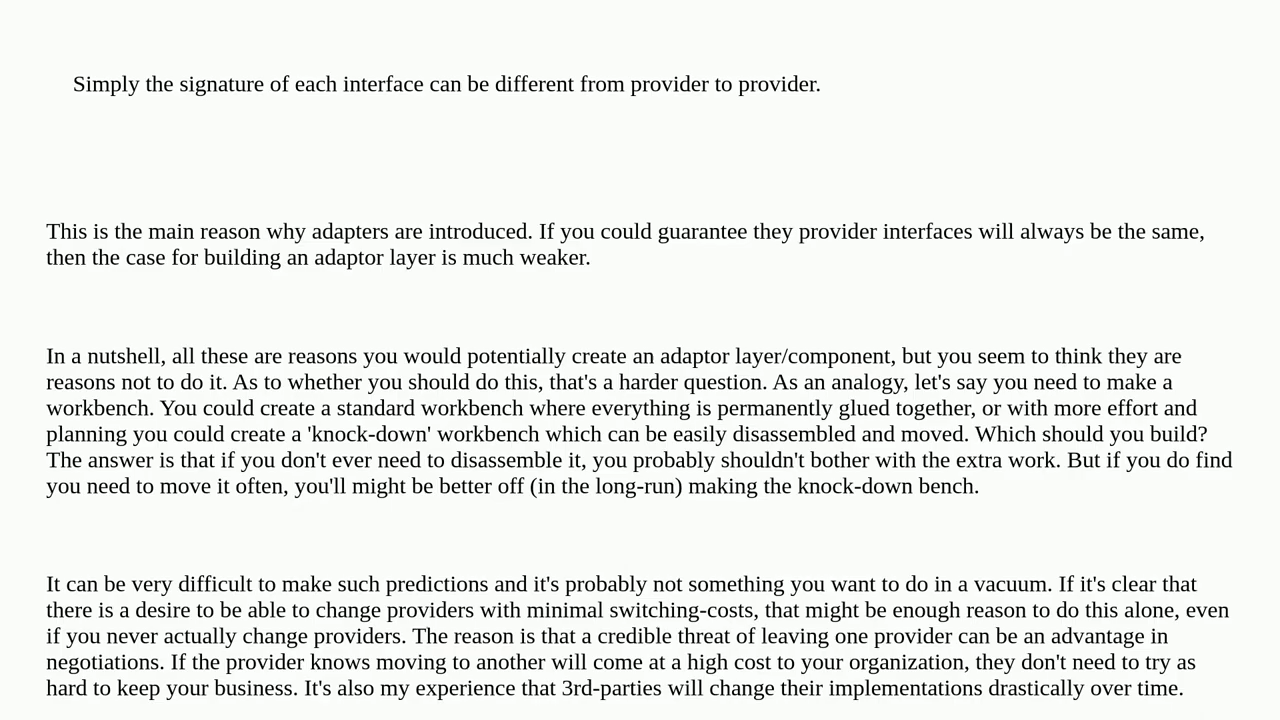 Simply the signature of each interface can be different from provider to provider.
This is the main reason why adapters are introduced. If you could guarantee they provider interfaces will always be the same,
then the case for building an adaptor layer is much weaker.
In a nutshell, all these are reasons you would potentially create an adaptor layer/component, but you seem to think they are
reasons not to do it. As to whether you should do this, that's a harder question. As an analogy, let's say you need to make a
workbench. You could create a standard workbench where everything is permanently glued together, or with more effort and
planning you could create a 'knock-down' workbench which can be easily disassembled and moved. Which should you build?
The answer is that if you don't ever need to disassemble it, you probably shouldn't bother with the extra work. But if you do find
you need to move it often, you'll might be better off (in the long-run) making the knock-down bench.
It can be very difficult to make such predictions and it's probably not something you want to do in a vacuum. If it's clear that
there is a desire to be able to change providers with minimal switching-costs, that might be enough reason to do this alone, even
if you never actually change providers. The reason is that a credible threat of leaving one provider can be an advantage in
negotiations. If the provider knows moving to another will come at a high cost to your organization, they don't need to try as
hard to keep your business. It's also my experience that 3rd-parties will change their implementations drastically over time.